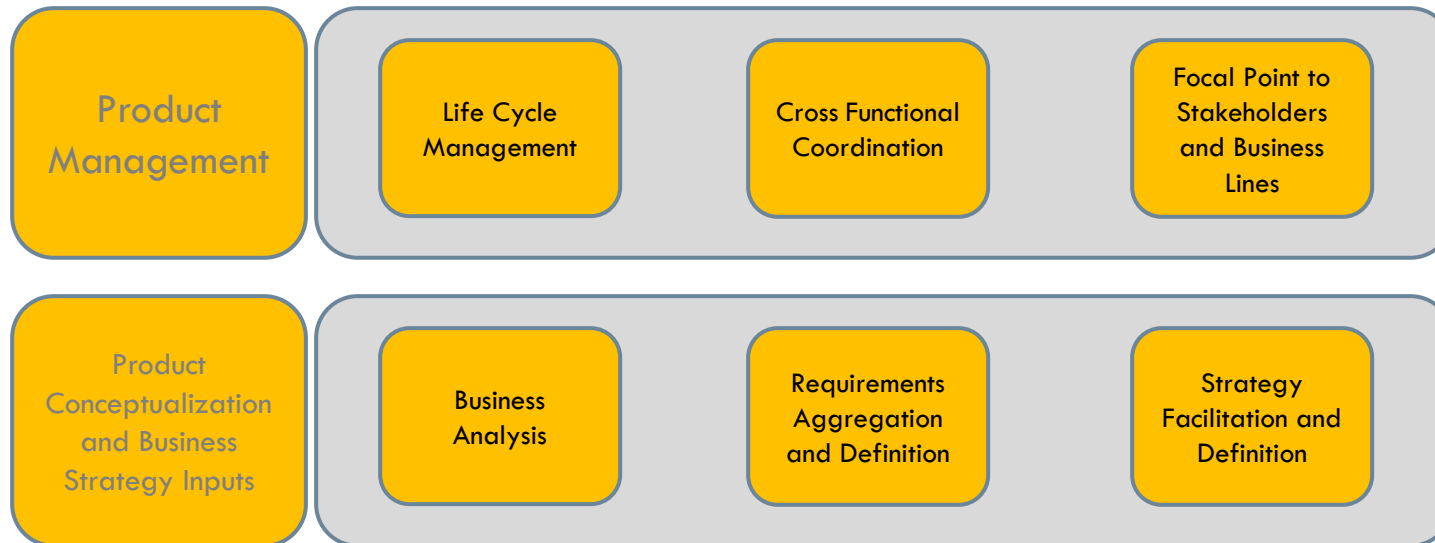 Product
Management
Life Cycle
Management
Cross Functional
Coordination
Focal Point to
Stakeholders
and Business
Lines
Product
Conceptualization
and Business
Strategy Inputs
Business
Analysis
Requirements
Aggregation
and Definition
Strategy
Facilitation and
Definition